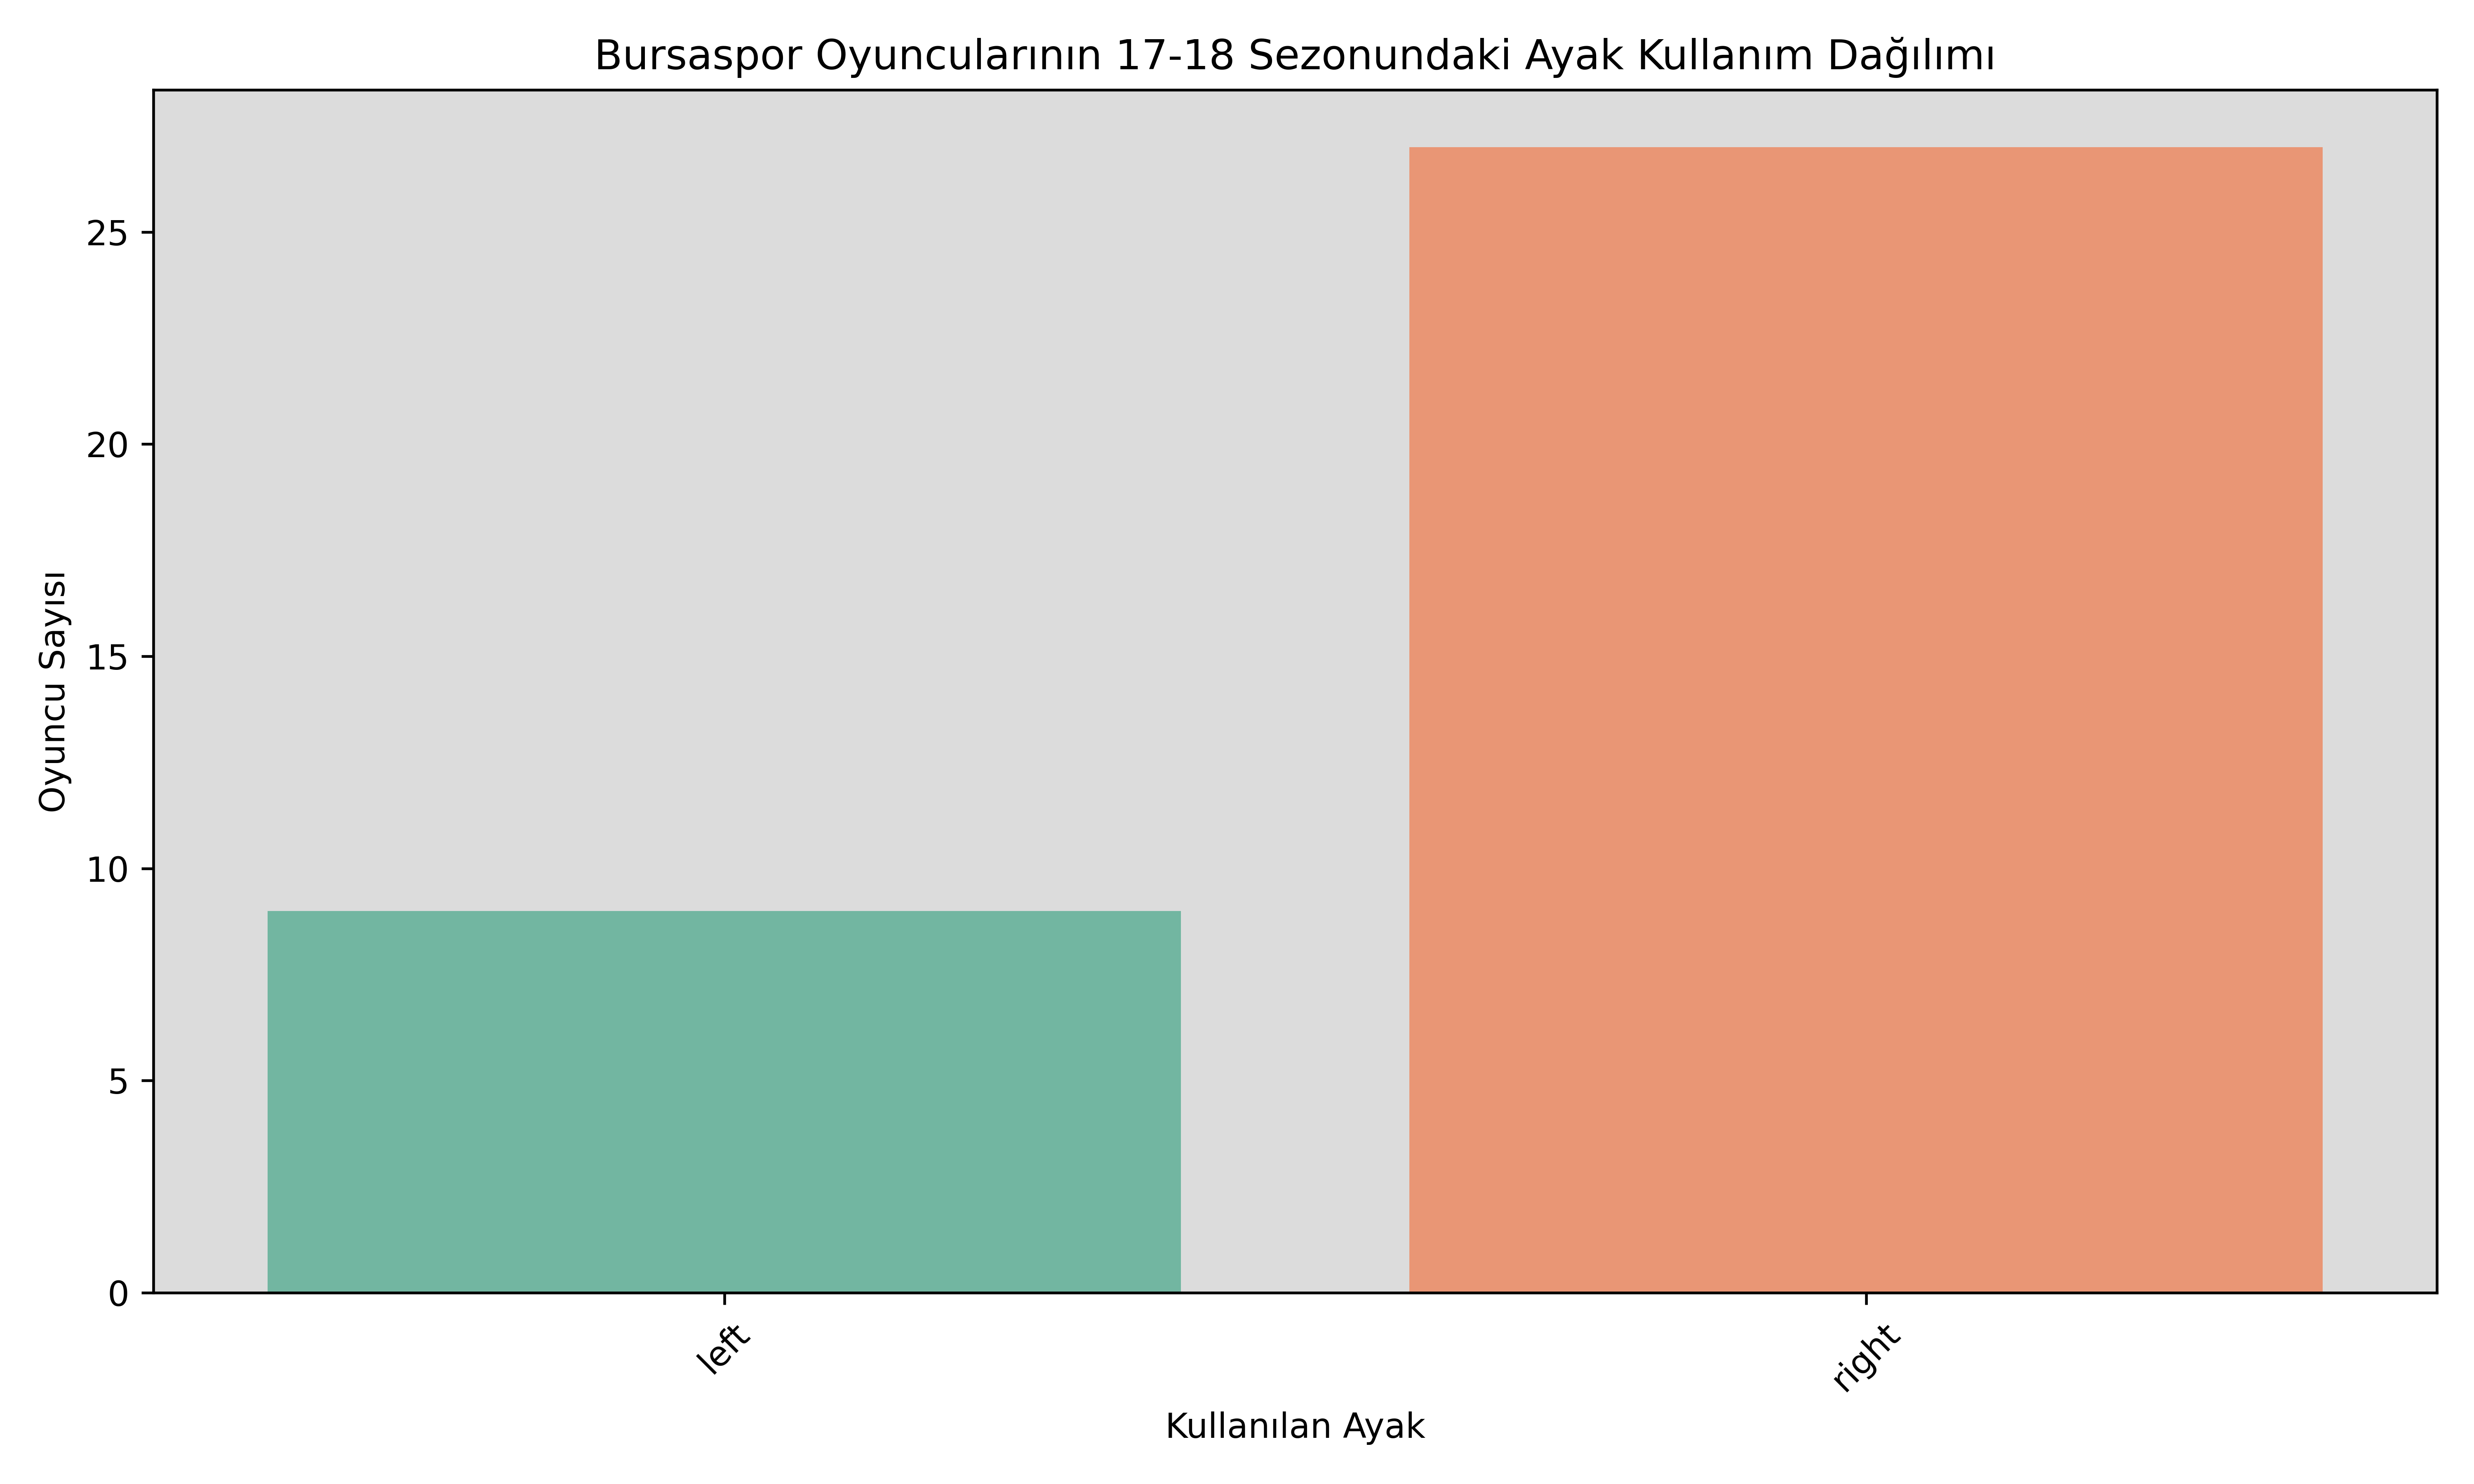 Bursaspor Oyuncularının 17-18 Sezonundaki Ayak Kullanım Dağılımı
Oyuncu Sayısı
25
20
15
10
5
0
left
right
Kullanılan Ayak